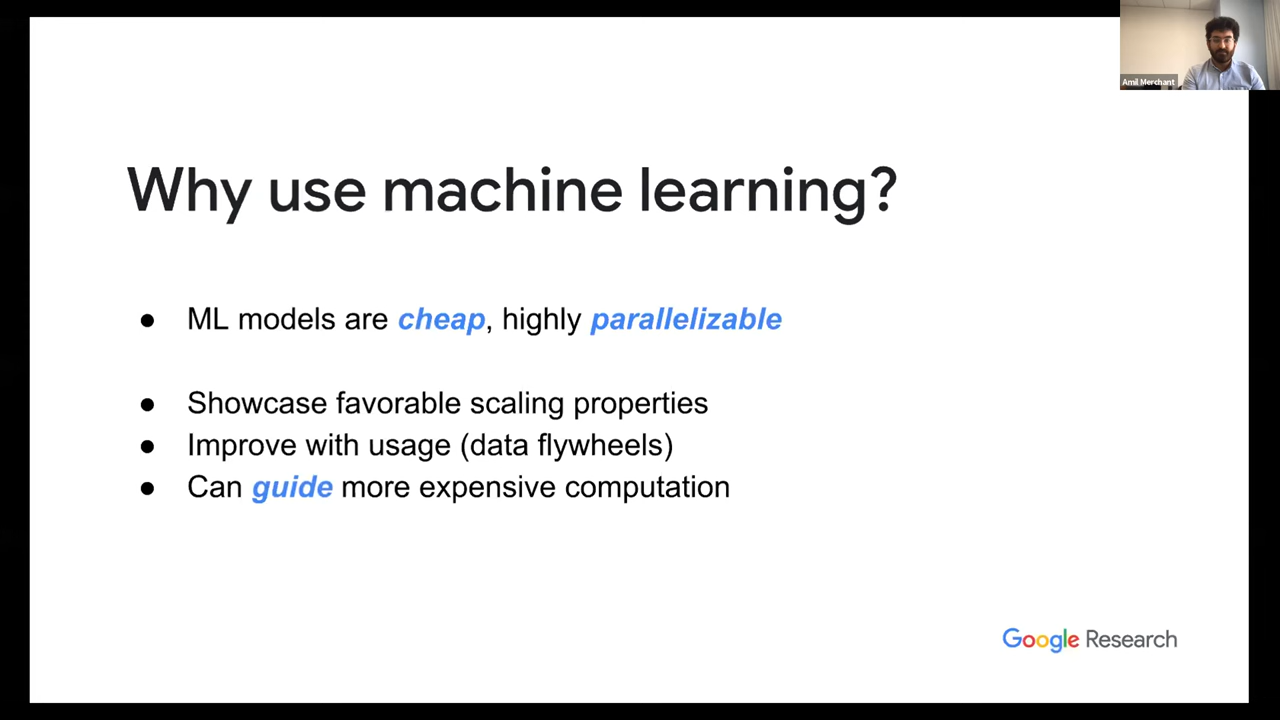 Amil Merchant
Why use machine learning?
● ML models are cheap, highly parallelizable
● Showcase favorable scaling properties
● Improve with usage (data flywheels)
● Can guide more expensive computation
Google Research